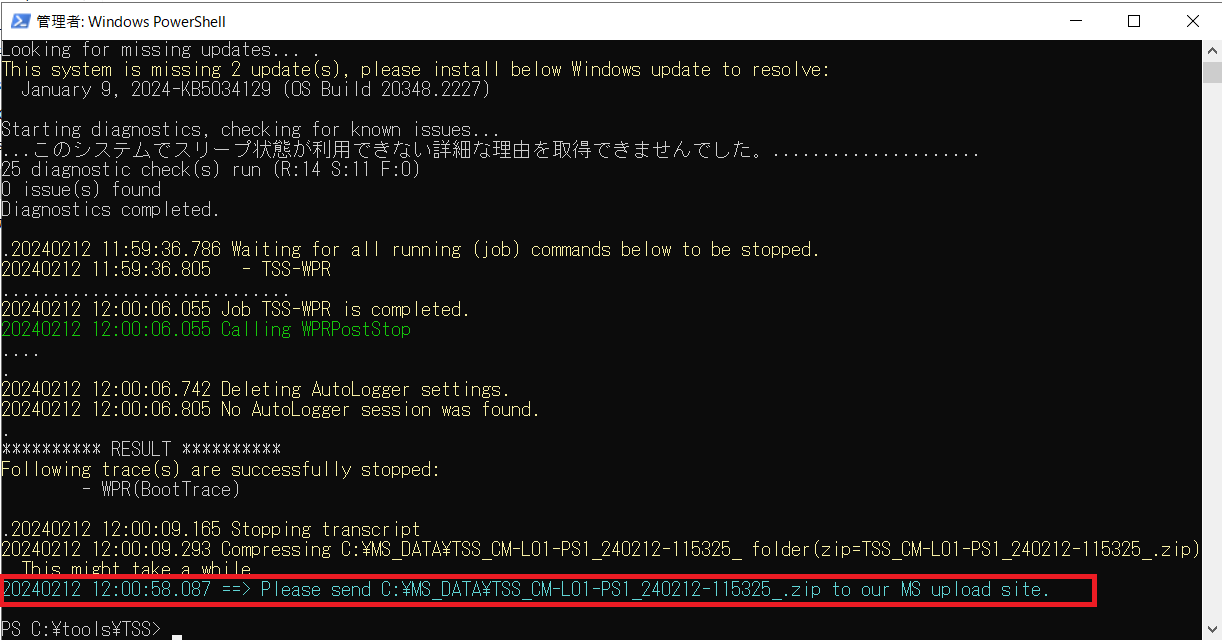 管理者: Windows PowerShell
Looking for missing updates... .
This system is missing 2 update(s), please install below Windows update to resolve:
  January 9, 2024-KB5034129 (OS Build 20348.2227)
Starting diagnostics, checking for known issues...
...このシステムでスリープ状態が利用できない詳細な理由を取得できませんでした。.....................
25 diagnostic check(s) run (R:14 S:11 F:0)
0 issue(s) found
Diagnostics completed.
.20240212 11:59:36.786 Waiting for all running (job) commands below to be stopped.
20240212 11:59:36.805   - TSS-WPR
.............................
20240212 12:00:06.055 Job TSS-WPR is completed.
20240212 12:00:06.055 Calling WPRPostStop
....
.
20240212 12:00:06.742 Deleting AutoLogger settings.
20240212 12:00:06.805 No AutoLogger session was found.
.
********** RESULT **********
Following trace(s) are successfully stopped:
        - WPR(BootTrace)
.20240212 12:00:09.165 Stopping transcript
20240212 12:00:09.293 Compressing C:¥MS_DATA¥TSS_CM-L01-PS1_240212-115325_ folder(zip=TSS_CM-L01-PS1_240212-115325_.zip)
  This might take a while
20240212 12:00:58.087 ==> Please send C:¥MS_DATA¥TSS_CM-L01-PS1_240212-115325_.zip to our MS upload site.
PS C:¥tools¥TSS>